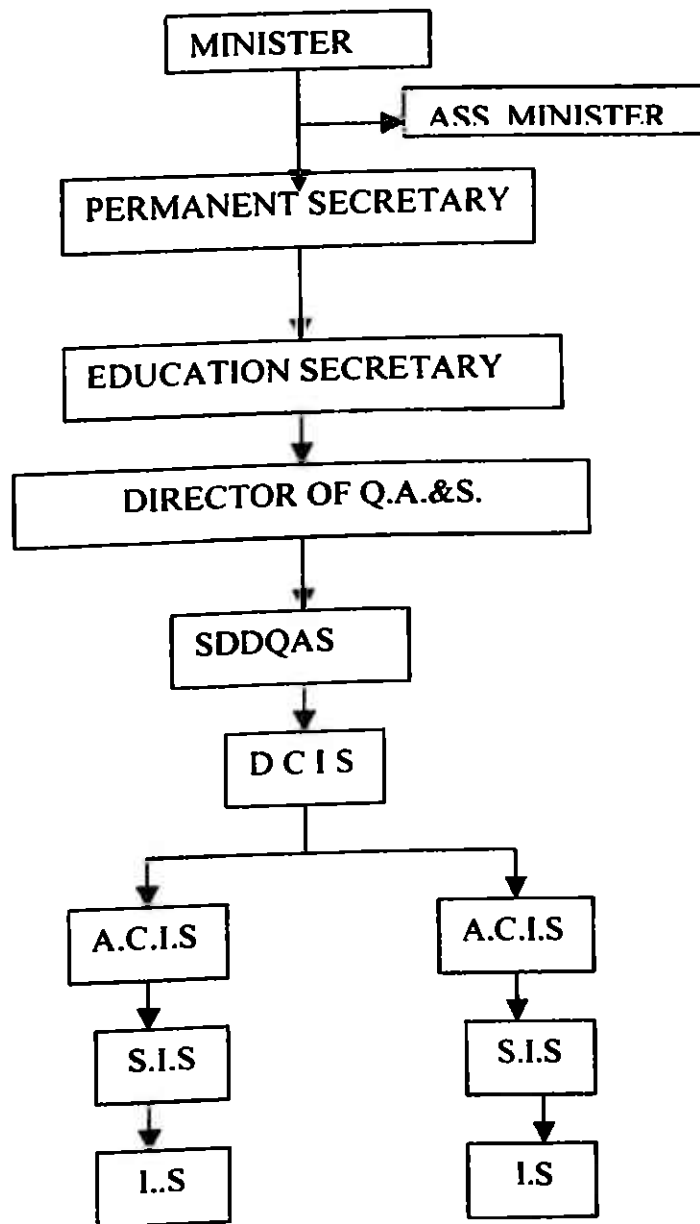 MINISTER
ASS MINISTER
PERMANENT SECRETARY
EDUCATION SECRETARY
DIRECTOR OF Q.A.&S.
SDDQAS
D C I S
A.C.I.S
A.C.I.S
S.I.S
S.I.S
I..S
I.S